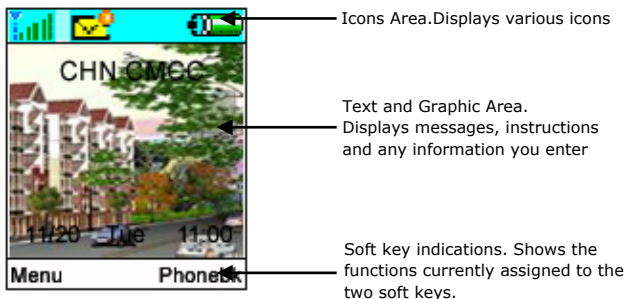 Icons Area.Displays various icons
CHN CMCC
Text and Graphic Area.
Displays messages, instructions
and any information you enter
11/20 Tue 11:00
Soft key indications. Shows the
Menu Phonebk functions currently assigned to the
two soft keys.